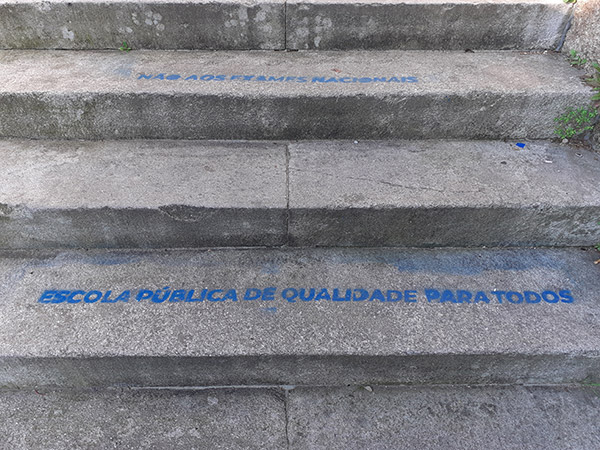 NÃO AOS EXAMES NACIONAIS
ESCOLA PÚBLICA DE QUALIDADE PARA TODOS